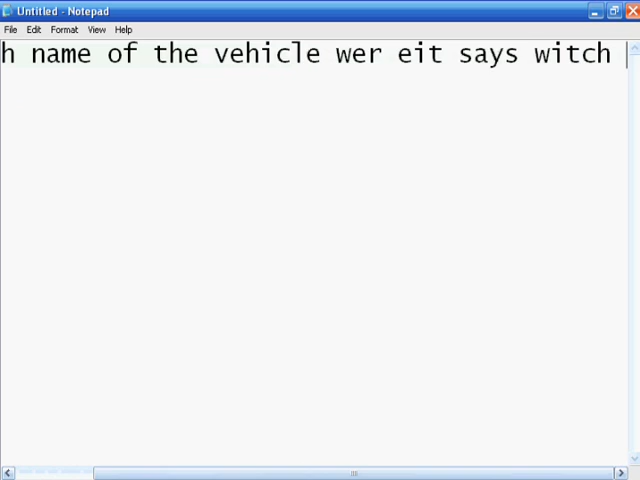 Untitled - Notepad
File Edit Format View Help
h name of the vehicle wer eit says witch